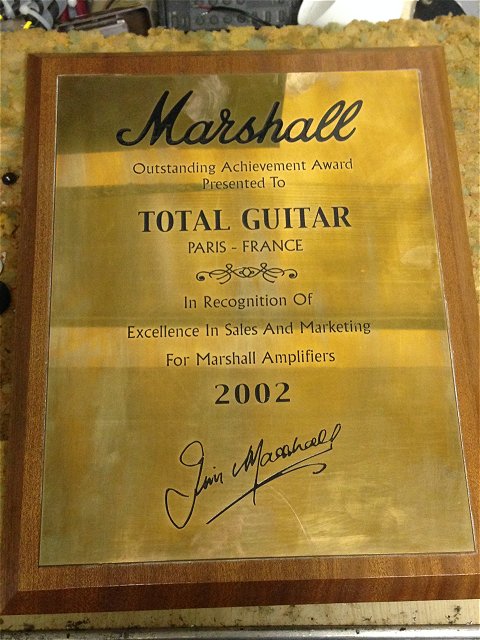 Marshall
Outstanding Achievement Award
Presented To
TOTAL GUITAR
PARIS - FRANCE
In Recognition Of
Excellence In Sales And Marketing
For Marshall Amplifiers
2002
Jim Marshall